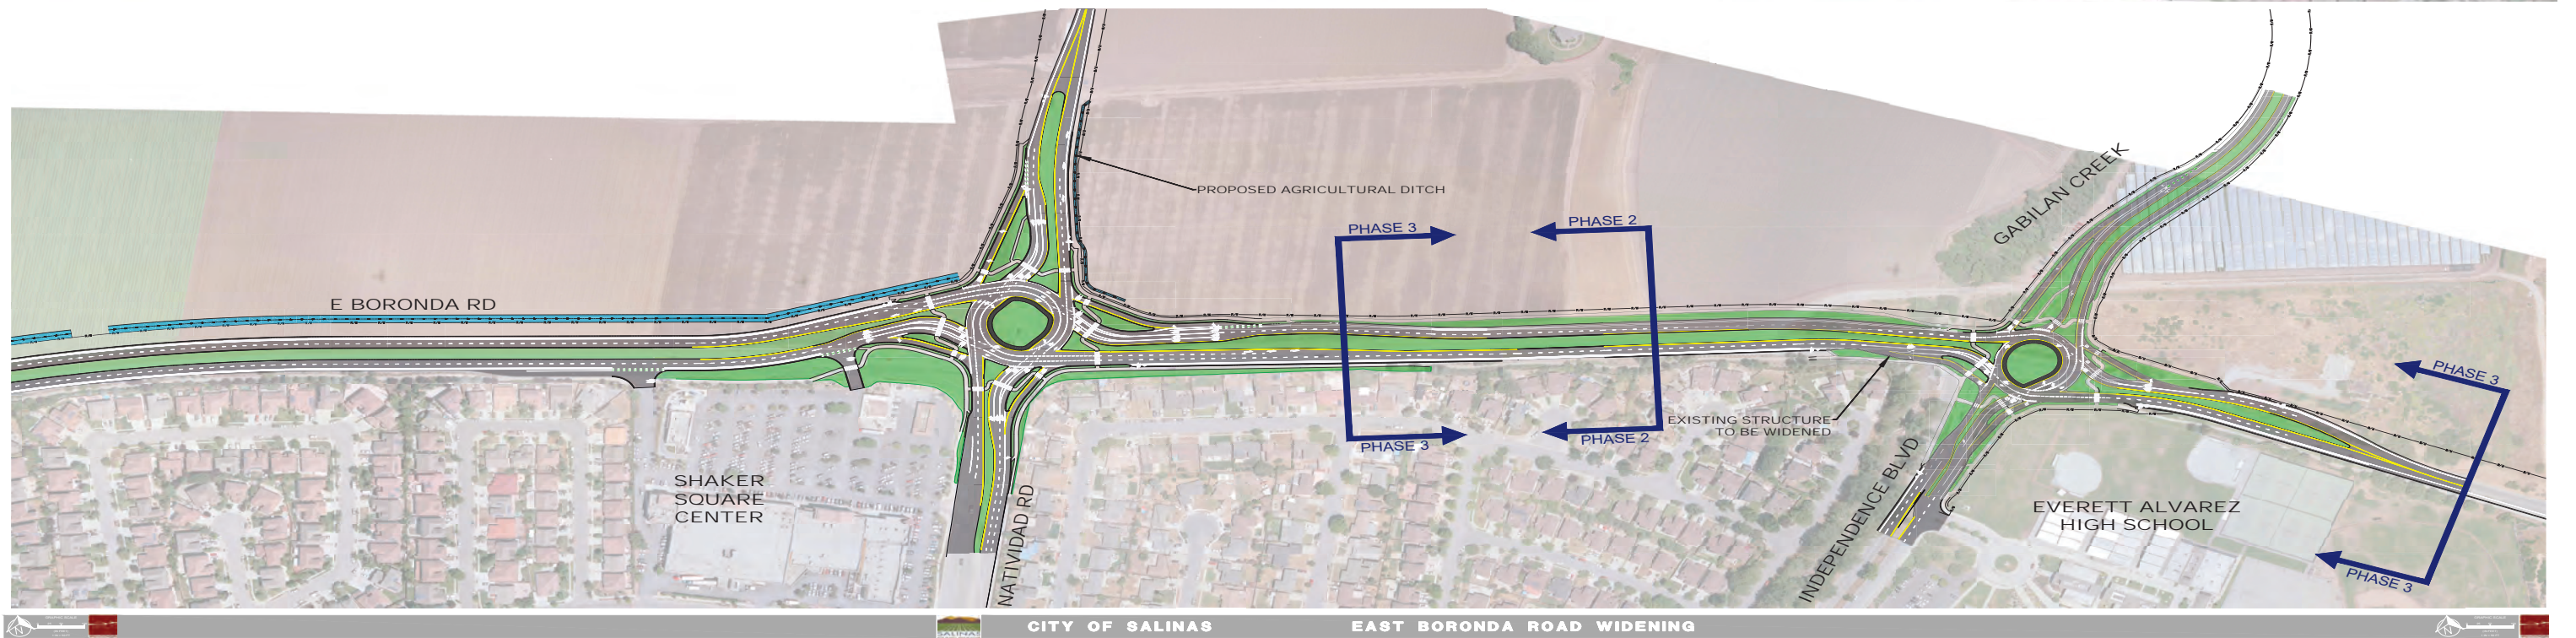 GABILAN CREEK
PROPOSED AGRICULTURAL DITCH
PHASE 3
PHASE 2
E BORONDA RD
PHASE 3
PHASE 3
PHASE 2
EXISTING STRUCTURE
TO BE WIDENED
SHAKER
SQUARE
CENTER
NATIVIDAD RD
INDEPENDENCE BLVD
EVERETT ALVAREZ
HIGH SCHOOL
PHASE 3
N
SALINAS
CITY OF SALINAS
EAST BORONDA ROAD WIDENING
N